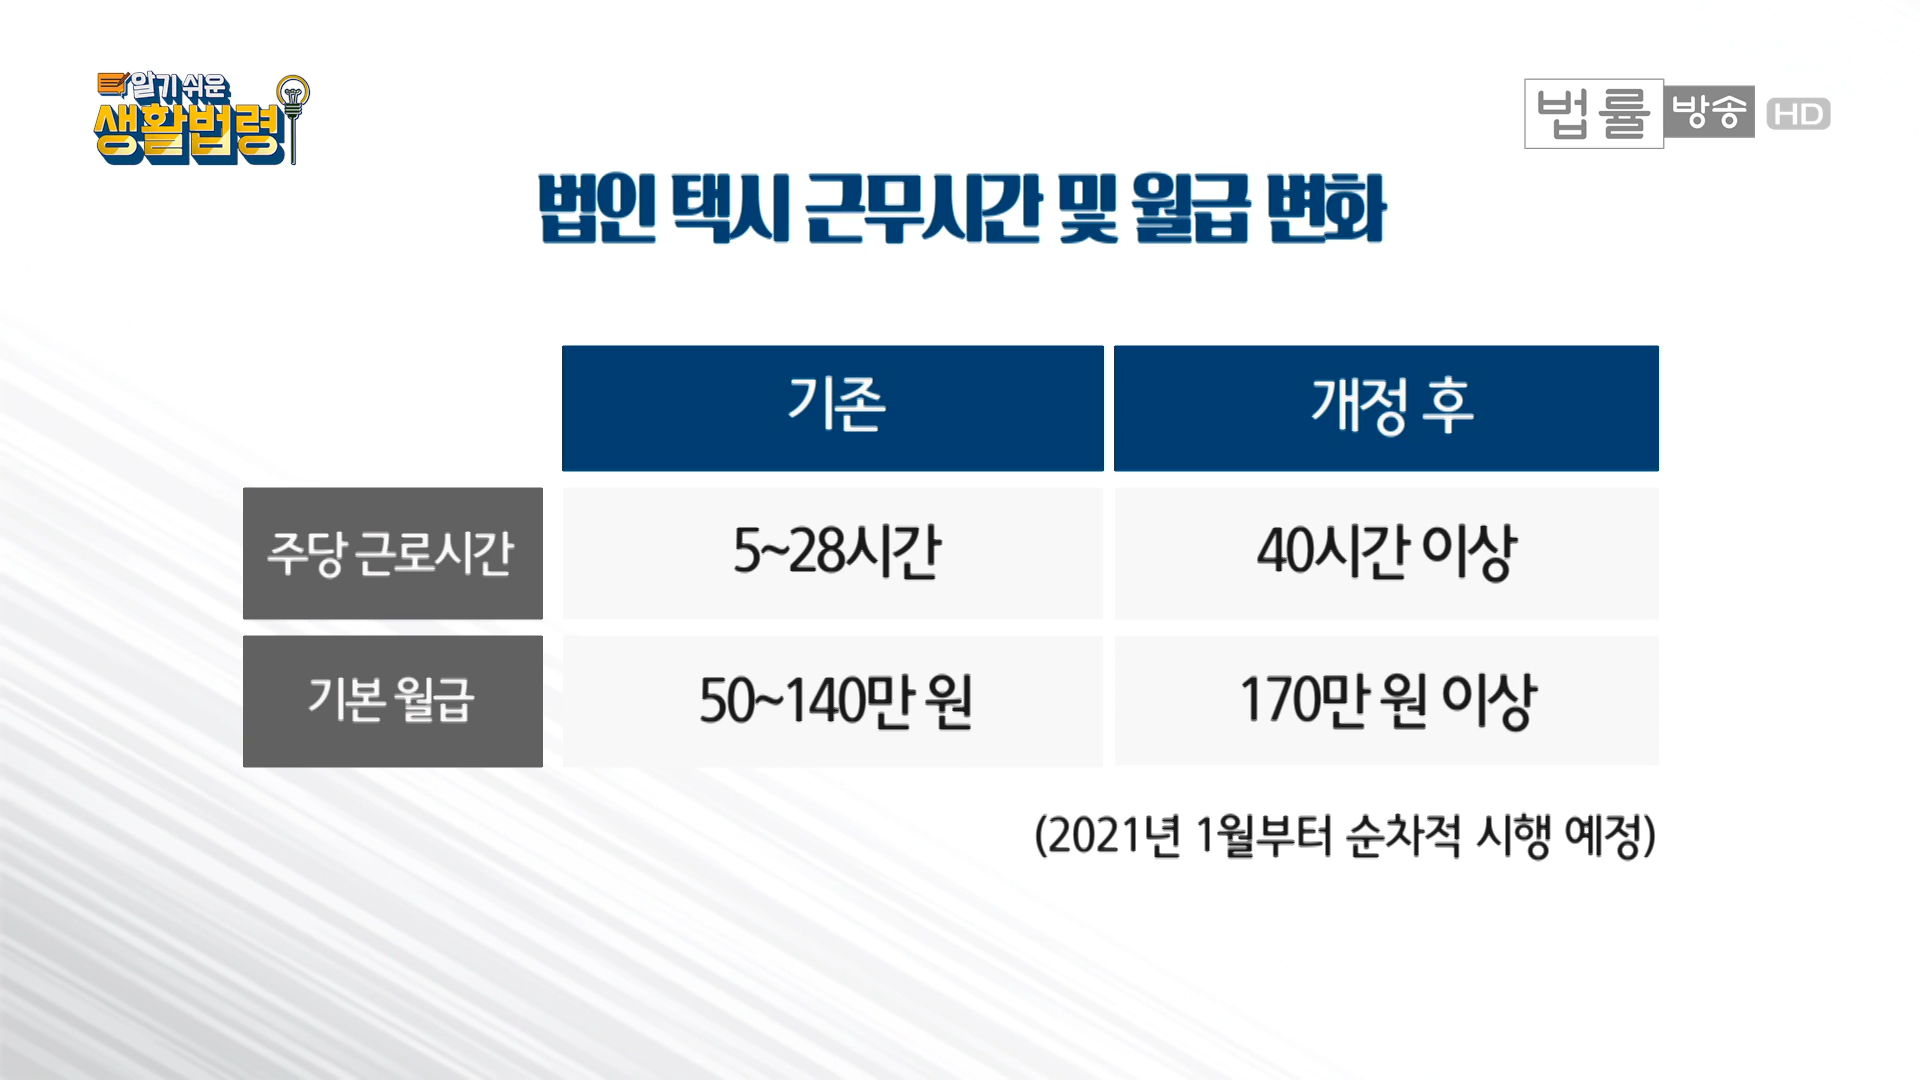 알기 쉬운
생활법령
법률방송 HD
법인 택시 근무시간 및 월급 변화
기존 개정 후
주당 근로시간 5~28시간 40시간 이상
기본 월급 50~140만 원 170만 원 이상
(2021년 1월부터 순차적 시행 예정)